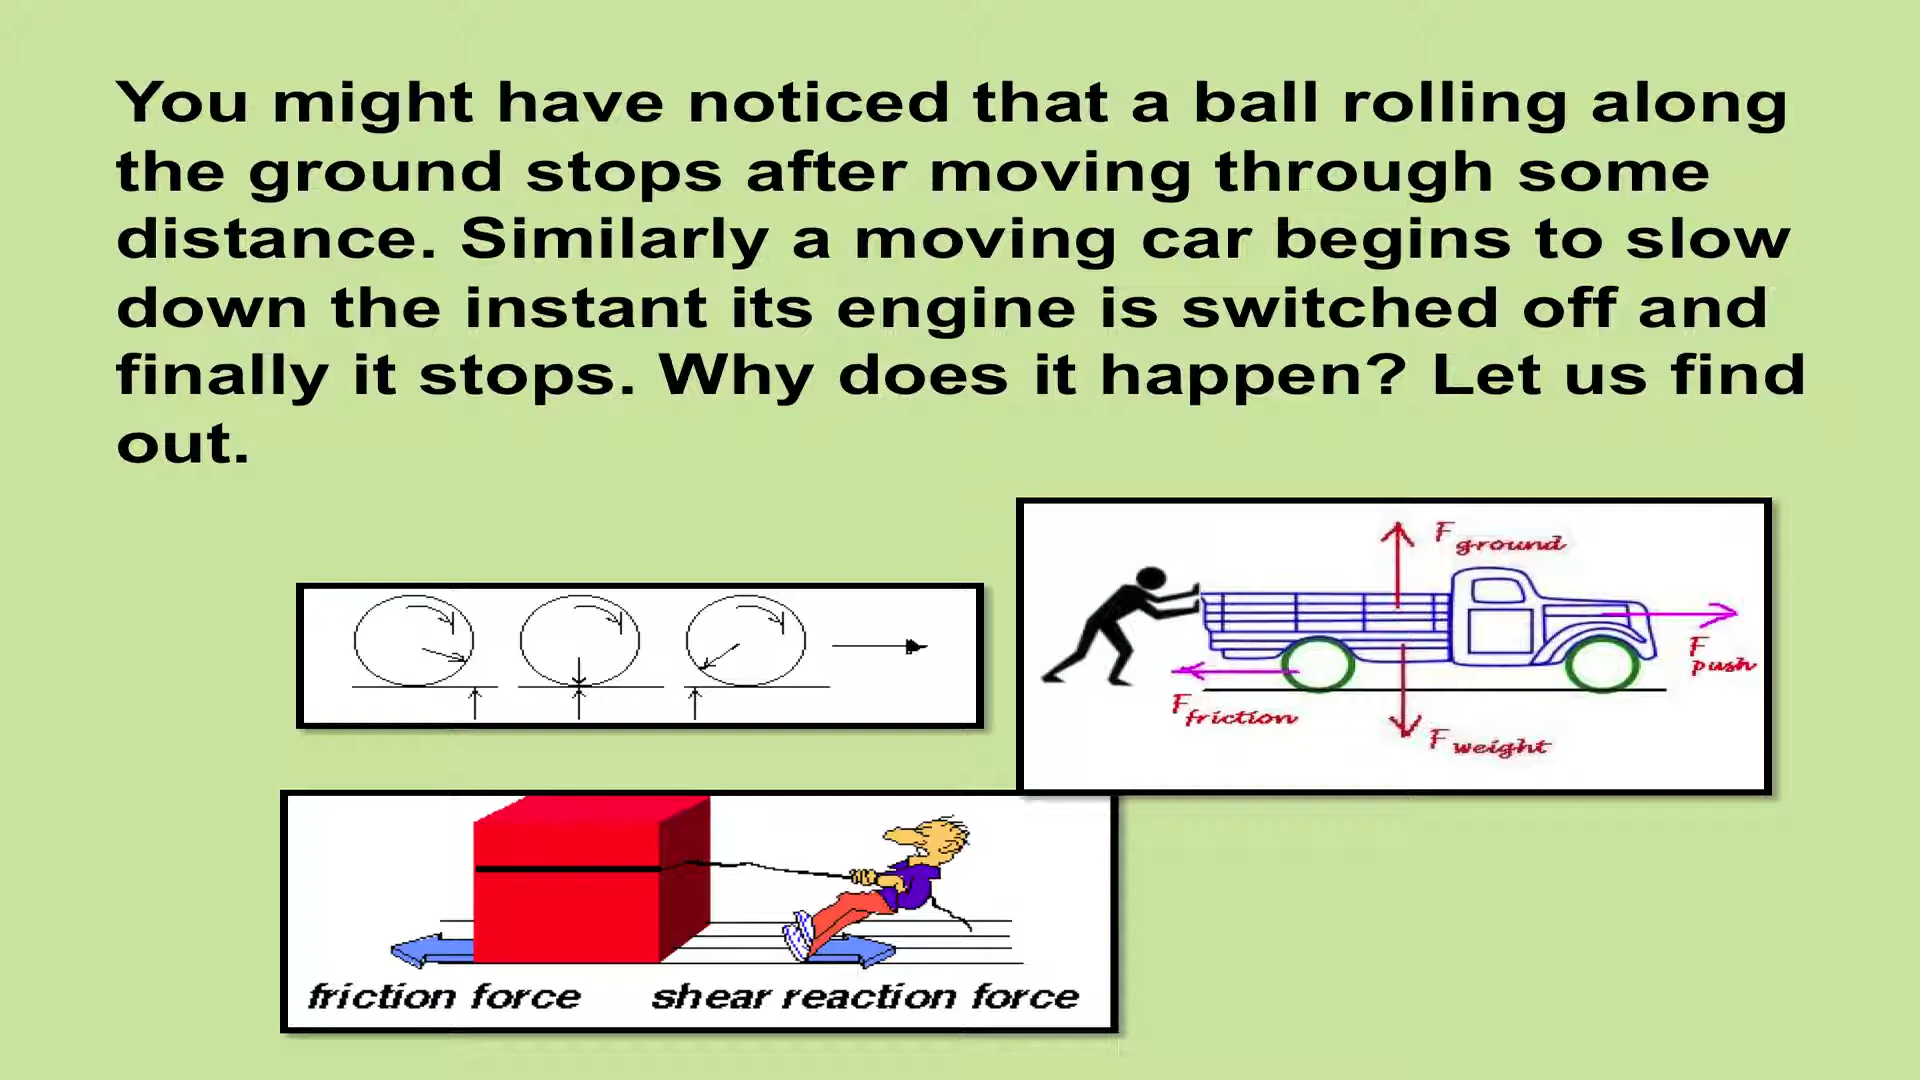 You might have noticed that a ball rolling along
the ground stops after moving through some
distance. Similarly a moving car begins to slow
down the instant its engine is switched off and
finally it stops. Why does it happen? Let us find
out.
F ground
F push
F friction
F weight
friction force
shear reaction force